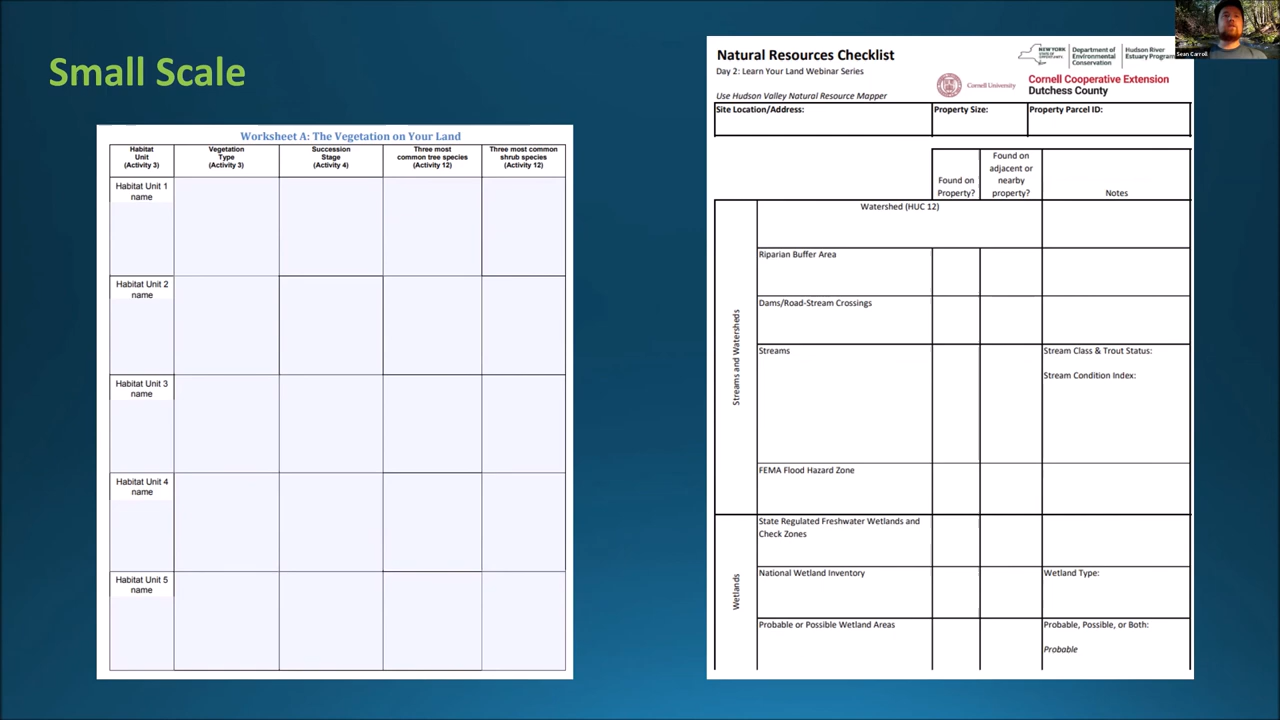 Small Scale
Worksheet A: The Vegetation on Your Land
Habitat
Unit
(Activity 3)
Vegetation
Type
(Activity 3)
Succession
Stage
(Activity 4)
Three most
common tree species
(Activity 12)
Three most common
shrub species
(Activity 12)
Habitat Unit 1
name
Habitat Unit 2
name
Habitat Unit 3
name
Habitat Unit 4
name
Habitat Unit 5
name
Natural Resources Checklist
Day 2: Learn Your Land Webinar Series
Use Hudson Valley Natural Resource Mapper
NEW YORK
STATE OF
OPPORTUNITY
Department of
Environmental
Conservation
Hudson River
Estuary Program
Cornell University
Cornell Cooperative Extension
Dutchess County
Sean Carroll
Site Location/Address:
Property Size:
Property Parcel ID:
Found on
Property?
Found on
adjacent or
nearby
property?
Notes
Streams and Watersheds
Watershed (HUC 12)
Riparian Buffer Area
Dams/Road-Stream Crossings
Streams
Stream Class & Trout Status:
Stream Condition Index:
FEMA Flood Hazard Zone
Wetlands
State Regulated Freshwater Wetlands and
Check Zones
National Wetland Inventory
Wetland Type:
Probable or Possible Wetland Areas
Probable, Possible, or Both:
Probable